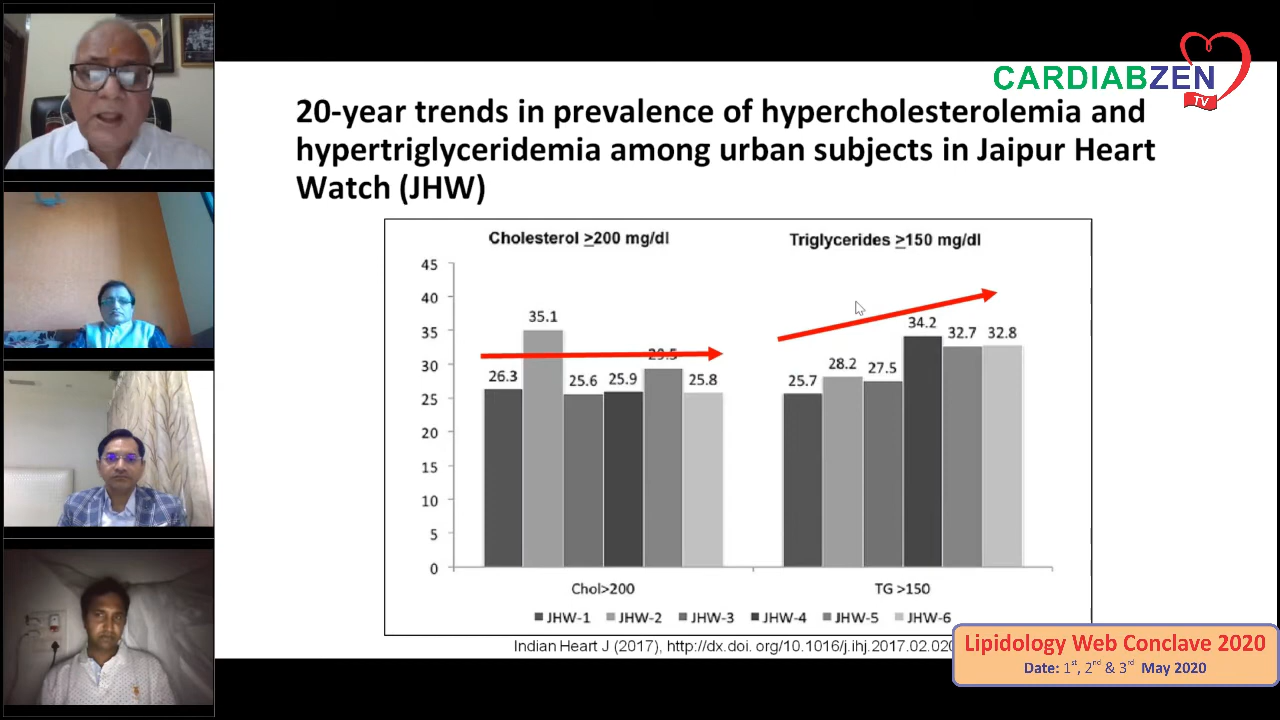 CARDIABZEN
TV
20-year trends in prevalence of hypercholesterolemia and
hypertriglyceridemia among urban subjects in Jaipur Heart
Watch (JHW)
Cholesterol ≥200 mg/dl
Triglycerides ≥150 mg/dl
45
40
35
30
25
20
15
10
5
0
26.3
35.1
25.6
25.9
29.5
25.8
25.7
28.2
27.5
34.2
32.7
32.8
Chol>200
TG >150
JHW-1 JHW-2 JHW-3 JHW-4 JHW-5 JHW-6
Indian Heart J (2017), http://dx.doi. org/10.1016/j.ihj.2017.02.020
Lipidology Web Conclave 2020
Date: 1st, 2nd & 3rd May 2020